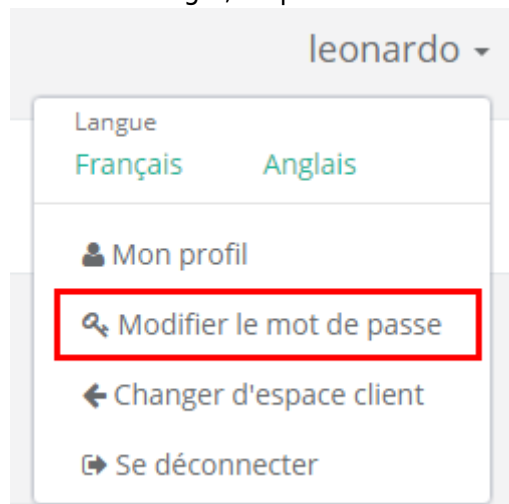 leonardo
Langue
Français Anglais
Mon profil
Modifier le mot de passe
Changer d'espace client
Se déconnecter